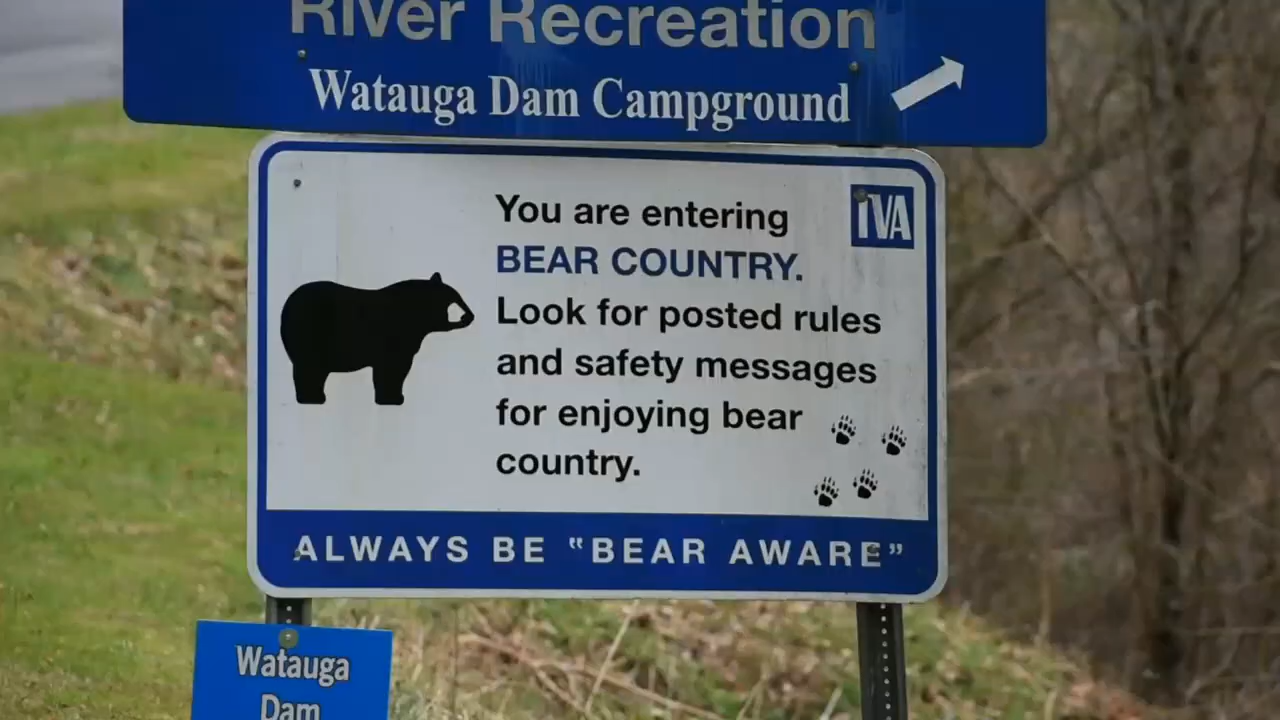 River Recreation
Watauga Dam Campground
TVA
You are entering
BEAR COUNTRY.
Look for posted rules
and safety messages
for enjoying bear
country.
ALWAYS BE "BEAR AWARE"
Watauga
Dam